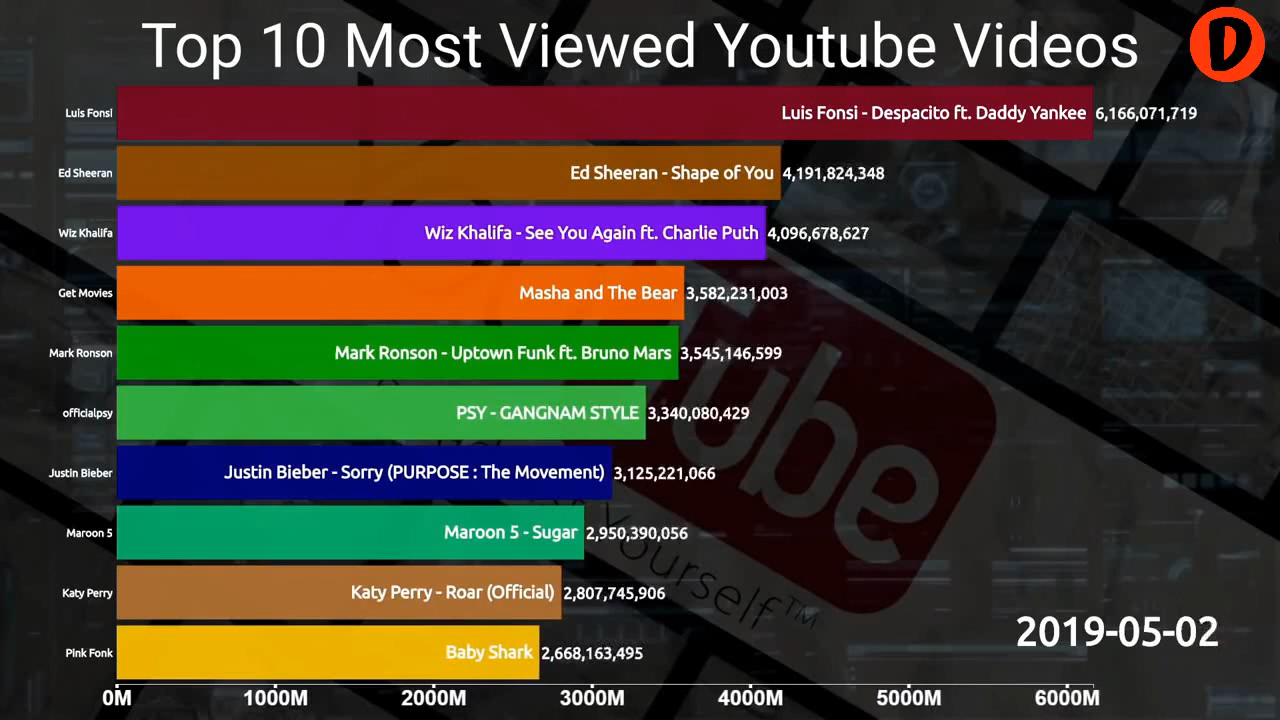 Top 10 Most Viewed Youtube Videos
D
Luis Fonsi Luis Fonsi - Despacito ft. Daddy Yankee 6,166,071,719
Ed Sheeran Ed Sheeran - Shape of You 4,191,824,348
Wiz Khalifa Wiz Khalifa - See You Again ft. Charlie Puth 4,096,678,627
Get Movies Masha and The Bear 3,582,231,003
Mark Ronson Mark Ronson - Uptown Funk ft. Bruno Mars 3,545,146,599
officialpsy PSY - GANGNAM STYLE 3,340,080,429
Justin Bieber Justin Bieber - Sorry (PURPOSE : The Movement) 3,125,221,066
Maroon 5 Maroon 5 - Sugar 2,950,390,056
Katy Perry Katy Perry - Roar (Official) 2,807,745,906
Pink Fonk Baby Shark 2,668,163,495
Tube
Yourself™
2019-05-02
0M 1000M 2000M 3000M 4000M 5000M 6000M